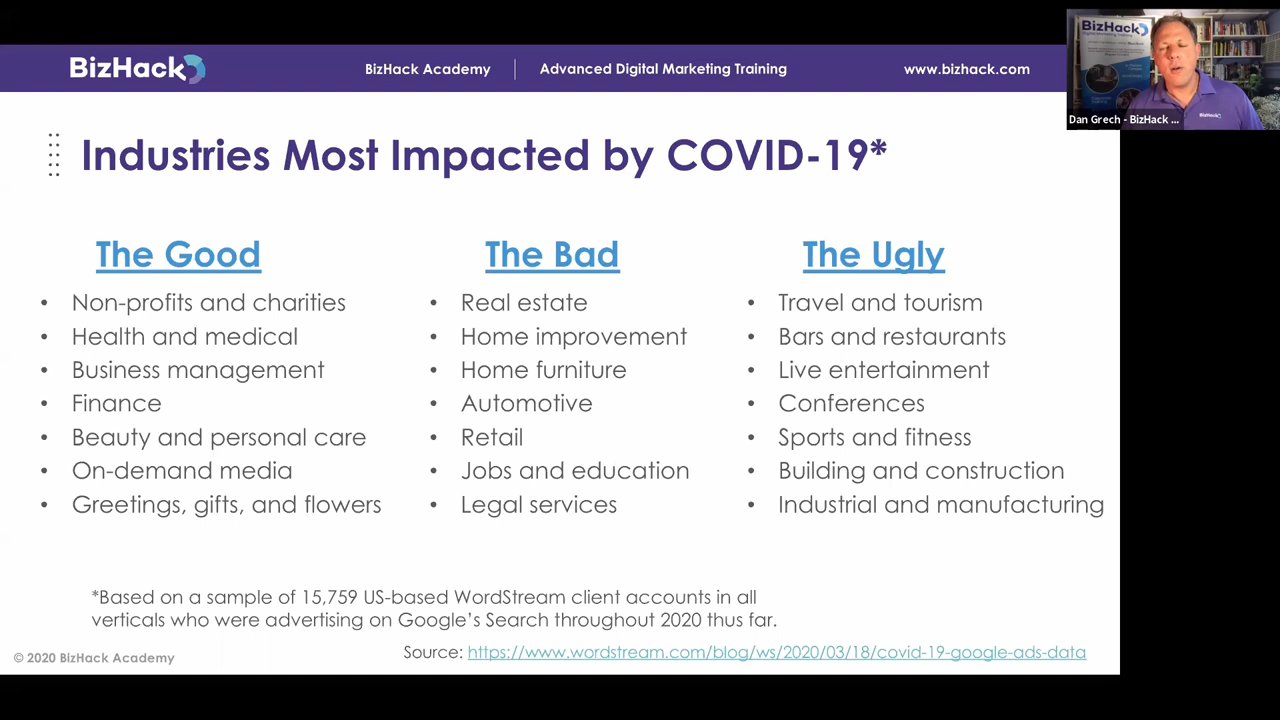 BizHack
BizHack Academy
Advanced Digital Marketing Training
www.bizhack.com
BizHack
Dan Grech - BizHack ...
BizHack
Industries Most Impacted by COVID-19*
The Good
• Non-profits and charities
• Health and medical
• Business management
• Finance
• Beauty and personal care
• On-demand media
• Greetings, gifts, and flowers
The Bad
• Real estate
• Home improvement
• Home furniture
• Automotive
• Retail
• Jobs and education
• Legal services
The Ugly
• Travel and tourism
• Bars and restaurants
• Live entertainment
• Conferences
• Sports and fitness
• Building and construction
• Industrial and manufacturing
*Based on a sample of 15,759 US-based WordStream client accounts in all
verticals who were advertising on Google’s Search throughout 2020 thus far.
Source: https://www.wordstream.com/blog/ws/2020/03/18/covid-19-google-ads-data
© 2020 BizHack Academy